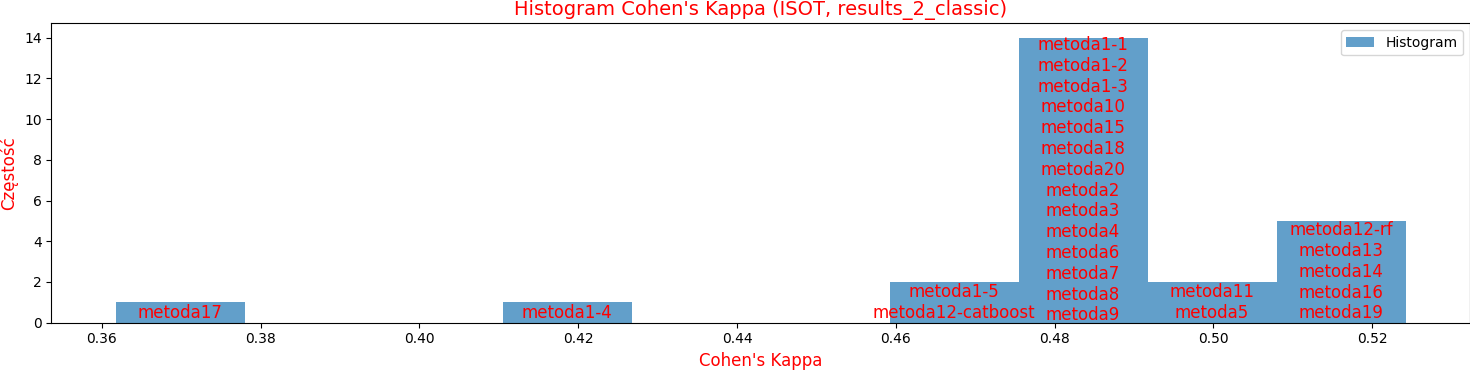 Histogram Cohen's Kappa (ISOT, results_2_classic)
Histogram
Częstość
14
12
10
8
6
4
2
0
metoda17
metoda1-4
metoda1-5
metoda12-catboost
metoda1-1
metoda1-2
metoda1-3
metoda10
metoda15
metoda18
metoda20
metoda2
metoda3
metoda4
metoda6
metoda7
metoda8
metoda9
metoda11
metoda5
metoda12-rf
metoda13
metoda14
metoda16
metoda19
0.36 0.38 0.40 0.42 0.44 0.46 0.48 0.50 0.52
Cohen's Kappa